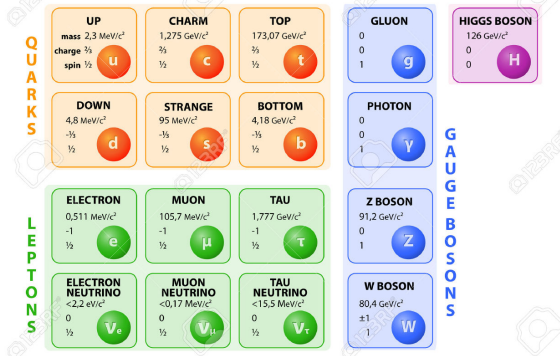 QUARKS
UP
mass 2,3 MeV/c²
charge ⅔
spin ½
u
CHARM
1,275 GeV/c²
⅔
½
c
TOP
173,07 GeV/c²
⅔
½
t
DOWN
4,8 MeV/c²
-⅓
½
d
STRANGE
95 MeV/c²
-⅓
½
s
BOTTOM
4,18 GeV/c²
-⅓
½
b
LEPTONS
ELECTRON
0,511 MeV/c²
-1
½
e
MUON
105,7 MeV/c²
-1
½
μ
TAU
1,777 GeV/c²
-1
½
τ
ELECTRON
NEUTRINO
<2,2 eV/c²
0
½
νe
MUON
NEUTRINO
<0,17 MeV/c²
0
½
νμ
TAU
NEUTRINO
<15,5 MeV/c²
0
½
ντ
GLUON
0
0
1
g
PHOTON
0
0
1
γ
Z BOSON
91,2 GeV/c²
0
1
Z
W BOSON
80,4 GeV/c²
±1
1
W
GAUGE BOSONS
HIGGS BOSON
126 GeV/c²
0
0
H
123RF